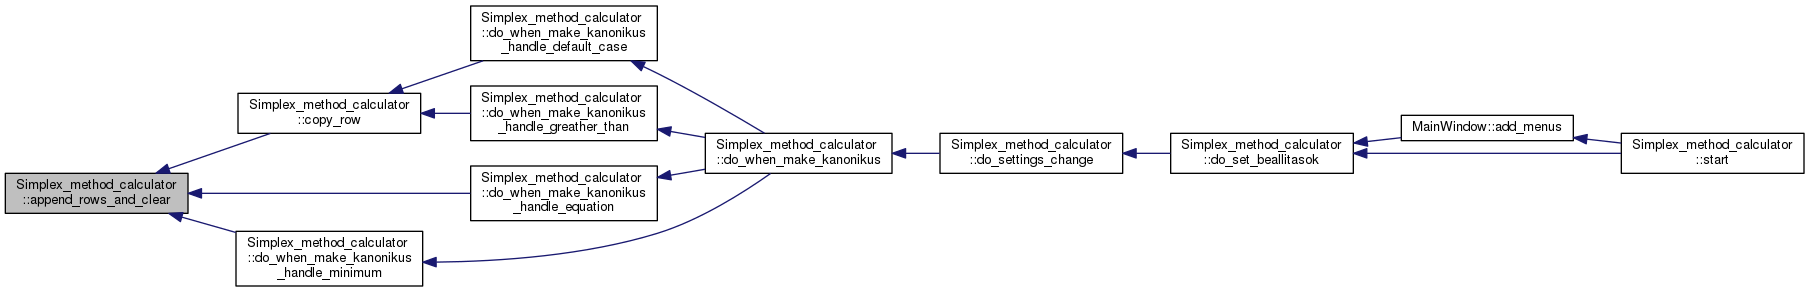 Simplex_method_calculator
::append_rows_and_clear
Simplex_method_calculator
::copy_row
Simplex_method_calculator
::do_when_make_kanonikus
_handle_default_case
Simplex_method_calculator
::do_when_make_kanonikus
_handle_greather_than
Simplex_method_calculator
::do_when_make_kanonikus
_handle_equation
Simplex_method_calculator
::do_when_make_kanonikus
_handle_minimum
Simplex_method_calculator
::do_when_make_kanonikus
Simplex_method_calculator
::do_settings_change
Simplex_method_calculator
::do_set_beallitasok
MainWindow::add_menus
Simplex_method_calculator
::start